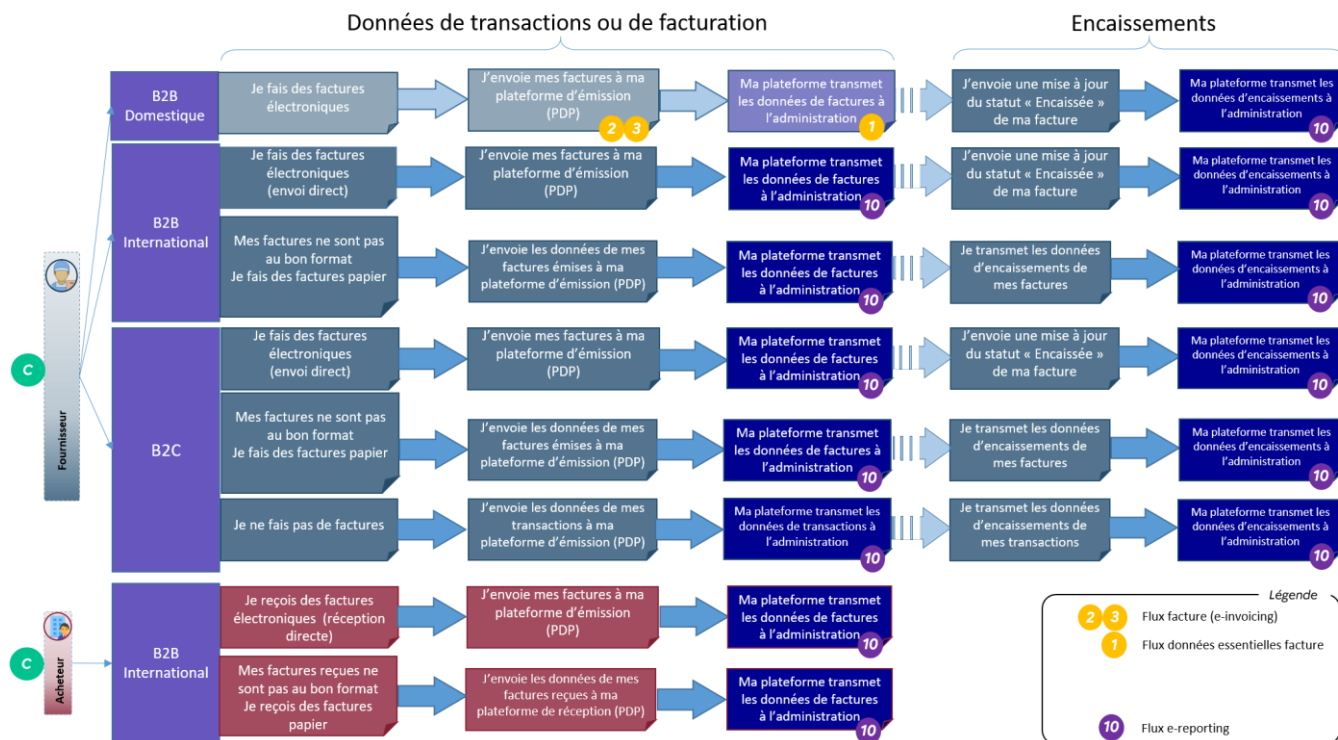 Données de transactions ou de facturation
Encaissements
B2B
Domestique
Je fais des factures
électroniques
J'envoie mes factures à ma
plateforme d'émission
(PDP)
2 3
Ma plateforme transmet
les données de factures à
l'administration
1
J'envoie une mise à jour
du statut « Encaissée »
de ma facture
Ma plateforme transmet les
données d'encaissements à
l'administration
10
B2B
International
Je fais des factures
électroniques
(envoi direct)
J'envoie mes factures à ma
plateforme d'émission
(PDP)
Ma plateforme transmet
les données de factures
à l'administration
10
J'envoie une mise à jour
du statut « Encaissée »
de ma facture
Ma plateforme transmet les
données d'encaissements à
l'administration
10
Mes factures ne sont pas
au bon format
Je fais des factures papier
J'envoie les données de mes
factures émises à ma
plateforme d'émission (PDP)
Ma plateforme transmet
les données de factures
à l'administration
10
Je transmet les données
d'encaissements de
mes factures
Ma plateforme transmet les
données d'encaissements à
l'administration
10
C
Fournisseur
B2C
Je fais des factures
électroniques
(envoi direct)
J'envoie mes factures à ma
plateforme d'émission
(PDP)
Ma plateforme transmet
les données de factures
à l'administration
10
J'envoie une mise à jour
du statut « Encaissée »
de ma facture
Ma plateforme transmet les
données d'encaissements à
l'administration
10
Mes factures ne sont pas
au bon format
Je fais des factures papier
J'envoie les données de mes
factures émises à ma
plateforme d'émission (PDP)
Ma plateforme transmet
les données de factures
à l'administration
10
Je transmet les données
d'encaissements de
mes factures
Ma plateforme transmet les
données d'encaissements à
l'administration
10
Je ne fais pas de factures
J'envoie les données de mes
transactions à ma
plateforme d'émission (PDP)
Ma plateforme transmet les
données de transactions à
l'administration
10
Je transmet les données
d'encaissements de
mes transactions
Ma plateforme transmet les
données d'encaissements à
l'administration
10
C
Acheteur
B2B
International
Je reçois des factures
électroniques (réception
directe)
J'envoie mes factures à ma
plateforme d'émission
(PDP)
Ma plateforme transmet
les données de factures
à l'administration
10
Mes factures reçues ne
sont pas au bon format
Je reçois des factures
papier
J'envoie les données de mes
factures reçues à ma
plateforme de réception (PDP)
Ma plateforme transmet
les données de factures
à l'administration
10
Légende
2 3 Flux facture (e-invoicing)
1 Flux données essentielles facture
10 Flux e-reporting